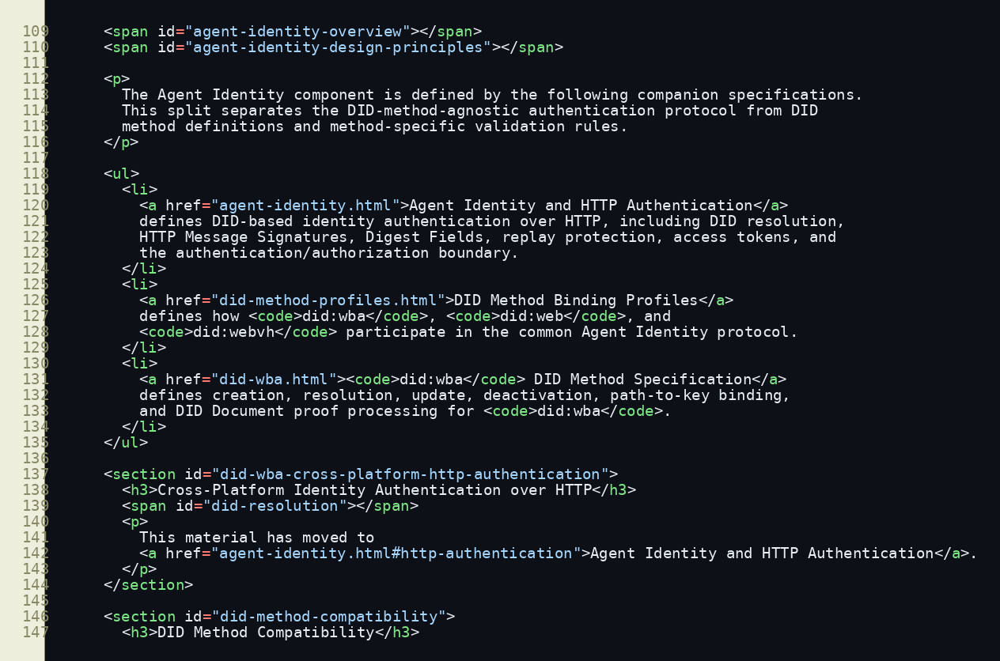 109 <span id="agent-identity-overview"></span>
110 <span id="agent-identity-design-principles"></span>
111
112 <p>
113 The Agent Identity component is defined by the following companion specifications.
114 This split separates the DID-method-agnostic authentication protocol from DID
115 method definitions and method-specific validation rules.
116 </p>
117
118 <ul>
119 <li>
120 <a href="agent-identity.html">Agent Identity and HTTP Authentication</a>
121 defines DID-based identity authentication over HTTP, including DID resolution,
122 HTTP Message Signatures, Digest Fields, replay protection, access tokens, and
123 the authentication/authorization boundary.
124 </li>
125 <li>
126 <a href="did-method-profiles.html">DID Method Binding Profiles</a>
127 defines how <code>did:wba</code>, <code>did:web</code>, and
128 <code>did:webvh</code> participate in the common Agent Identity protocol.
129 </li>
130 <li>
131 <a href="did-wba.html"><code>did:wba</code> DID Method Specification</a>
132 defines creation, resolution, update, deactivation, path-to-key binding,
133 and DID Document proof processing for <code>did:wba</code>.
134 </li>
135 </ul>
136
137 <section id="did-wba-cross-platform-http-authentication">
138 <h3>Cross-Platform Identity Authentication over HTTP</h3>
139 <span id="did-resolution"></span>
140 <p>
141 This material has moved to
142 <a href="agent-identity.html#http-authentication">Agent Identity and HTTP Authentication</a>.
143 </p>
144 </section>
145
146 <section id="did-method-compatibility">
147 <h3>DID Method Compatibility</h3>